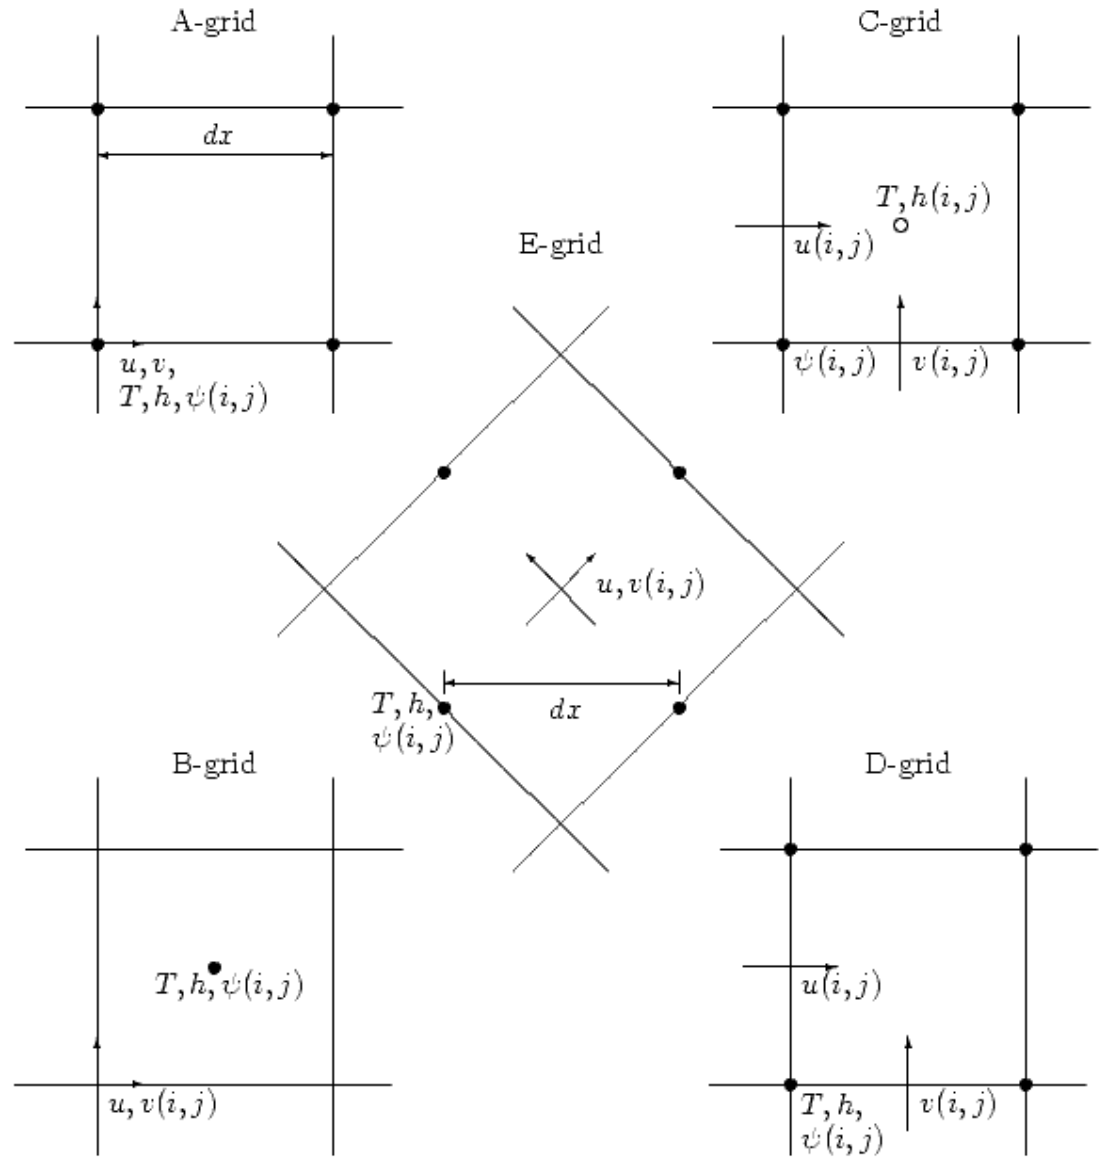 A-grid
dx
u, v,
T, h, ψ(i, j)
C-grid
T, h(i, j)
u(i, j)
ψ(i, j)
v(i, j)
E-grid
u, v(i, j)
dx
T, h,
ψ(i, j)
B-grid
T, h, ψ(i, j)
u, v(i, j)
D-grid
u(i, j)
T, h,
ψ(i, j)
v(i, j)